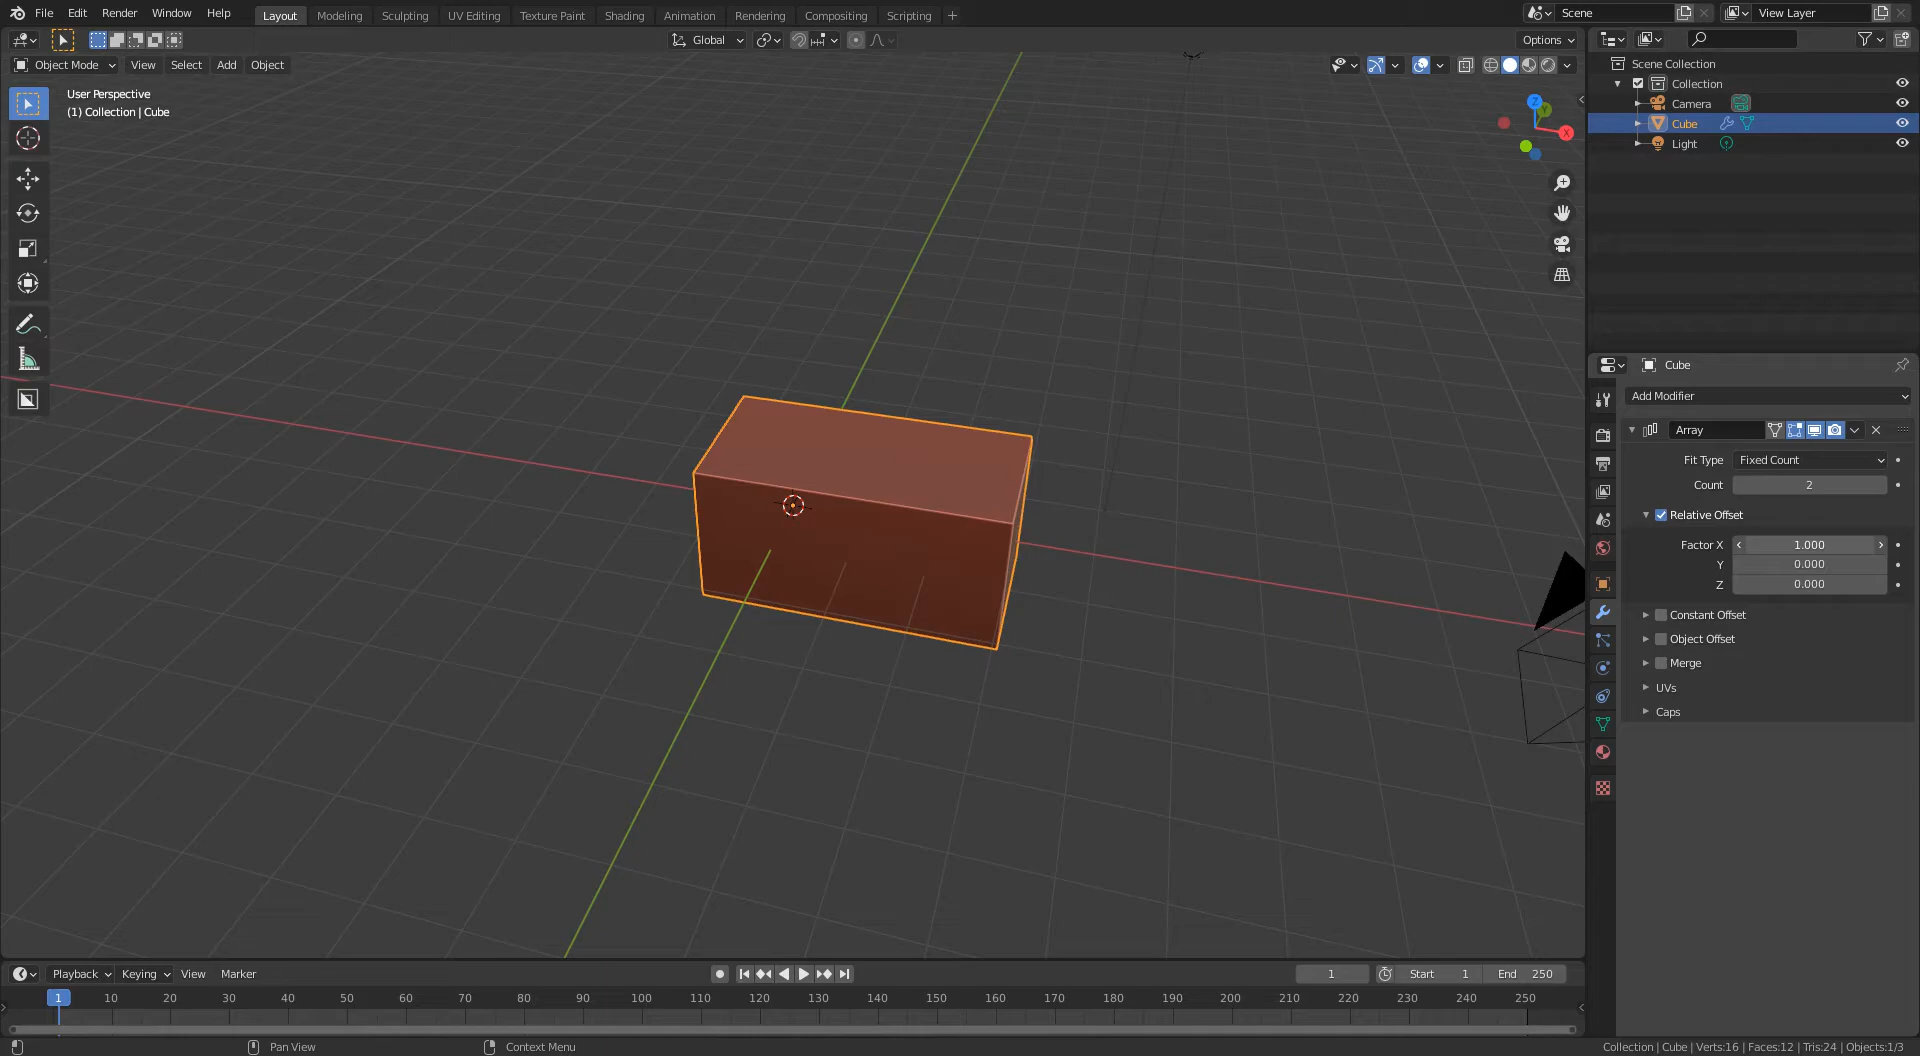 File Edit Render Window Help Layout Modeling Sculpting UV Editing Texture Paint Shading Animation Rendering Compositing Scripting + Scene View Layer
Global Options
Object Mode View Select Add Object
User Perspective
(1) Collection | Cube
Z
Y
X
Scene Collection
Collection
Camera
Cube
Light
Cube
Add Modifier
Array
Fit Type Fixed Count
Count 2
Relative Offset
Factor X 1.000
Y 0.000
Z 0.000
Constant Offset
Object Offset
Merge
UVs
Caps
Playback Keying View Marker 1 Start 1 End 250
1 10 20 30 40 50 60 70 80 90 100 110 120 130 140 150 160 170 180 190 200 210 220 230 240 250
Pan View Context Menu Collection | Cube | Verts:16 | Faces:12 | Tris:24 | Objects:1/3